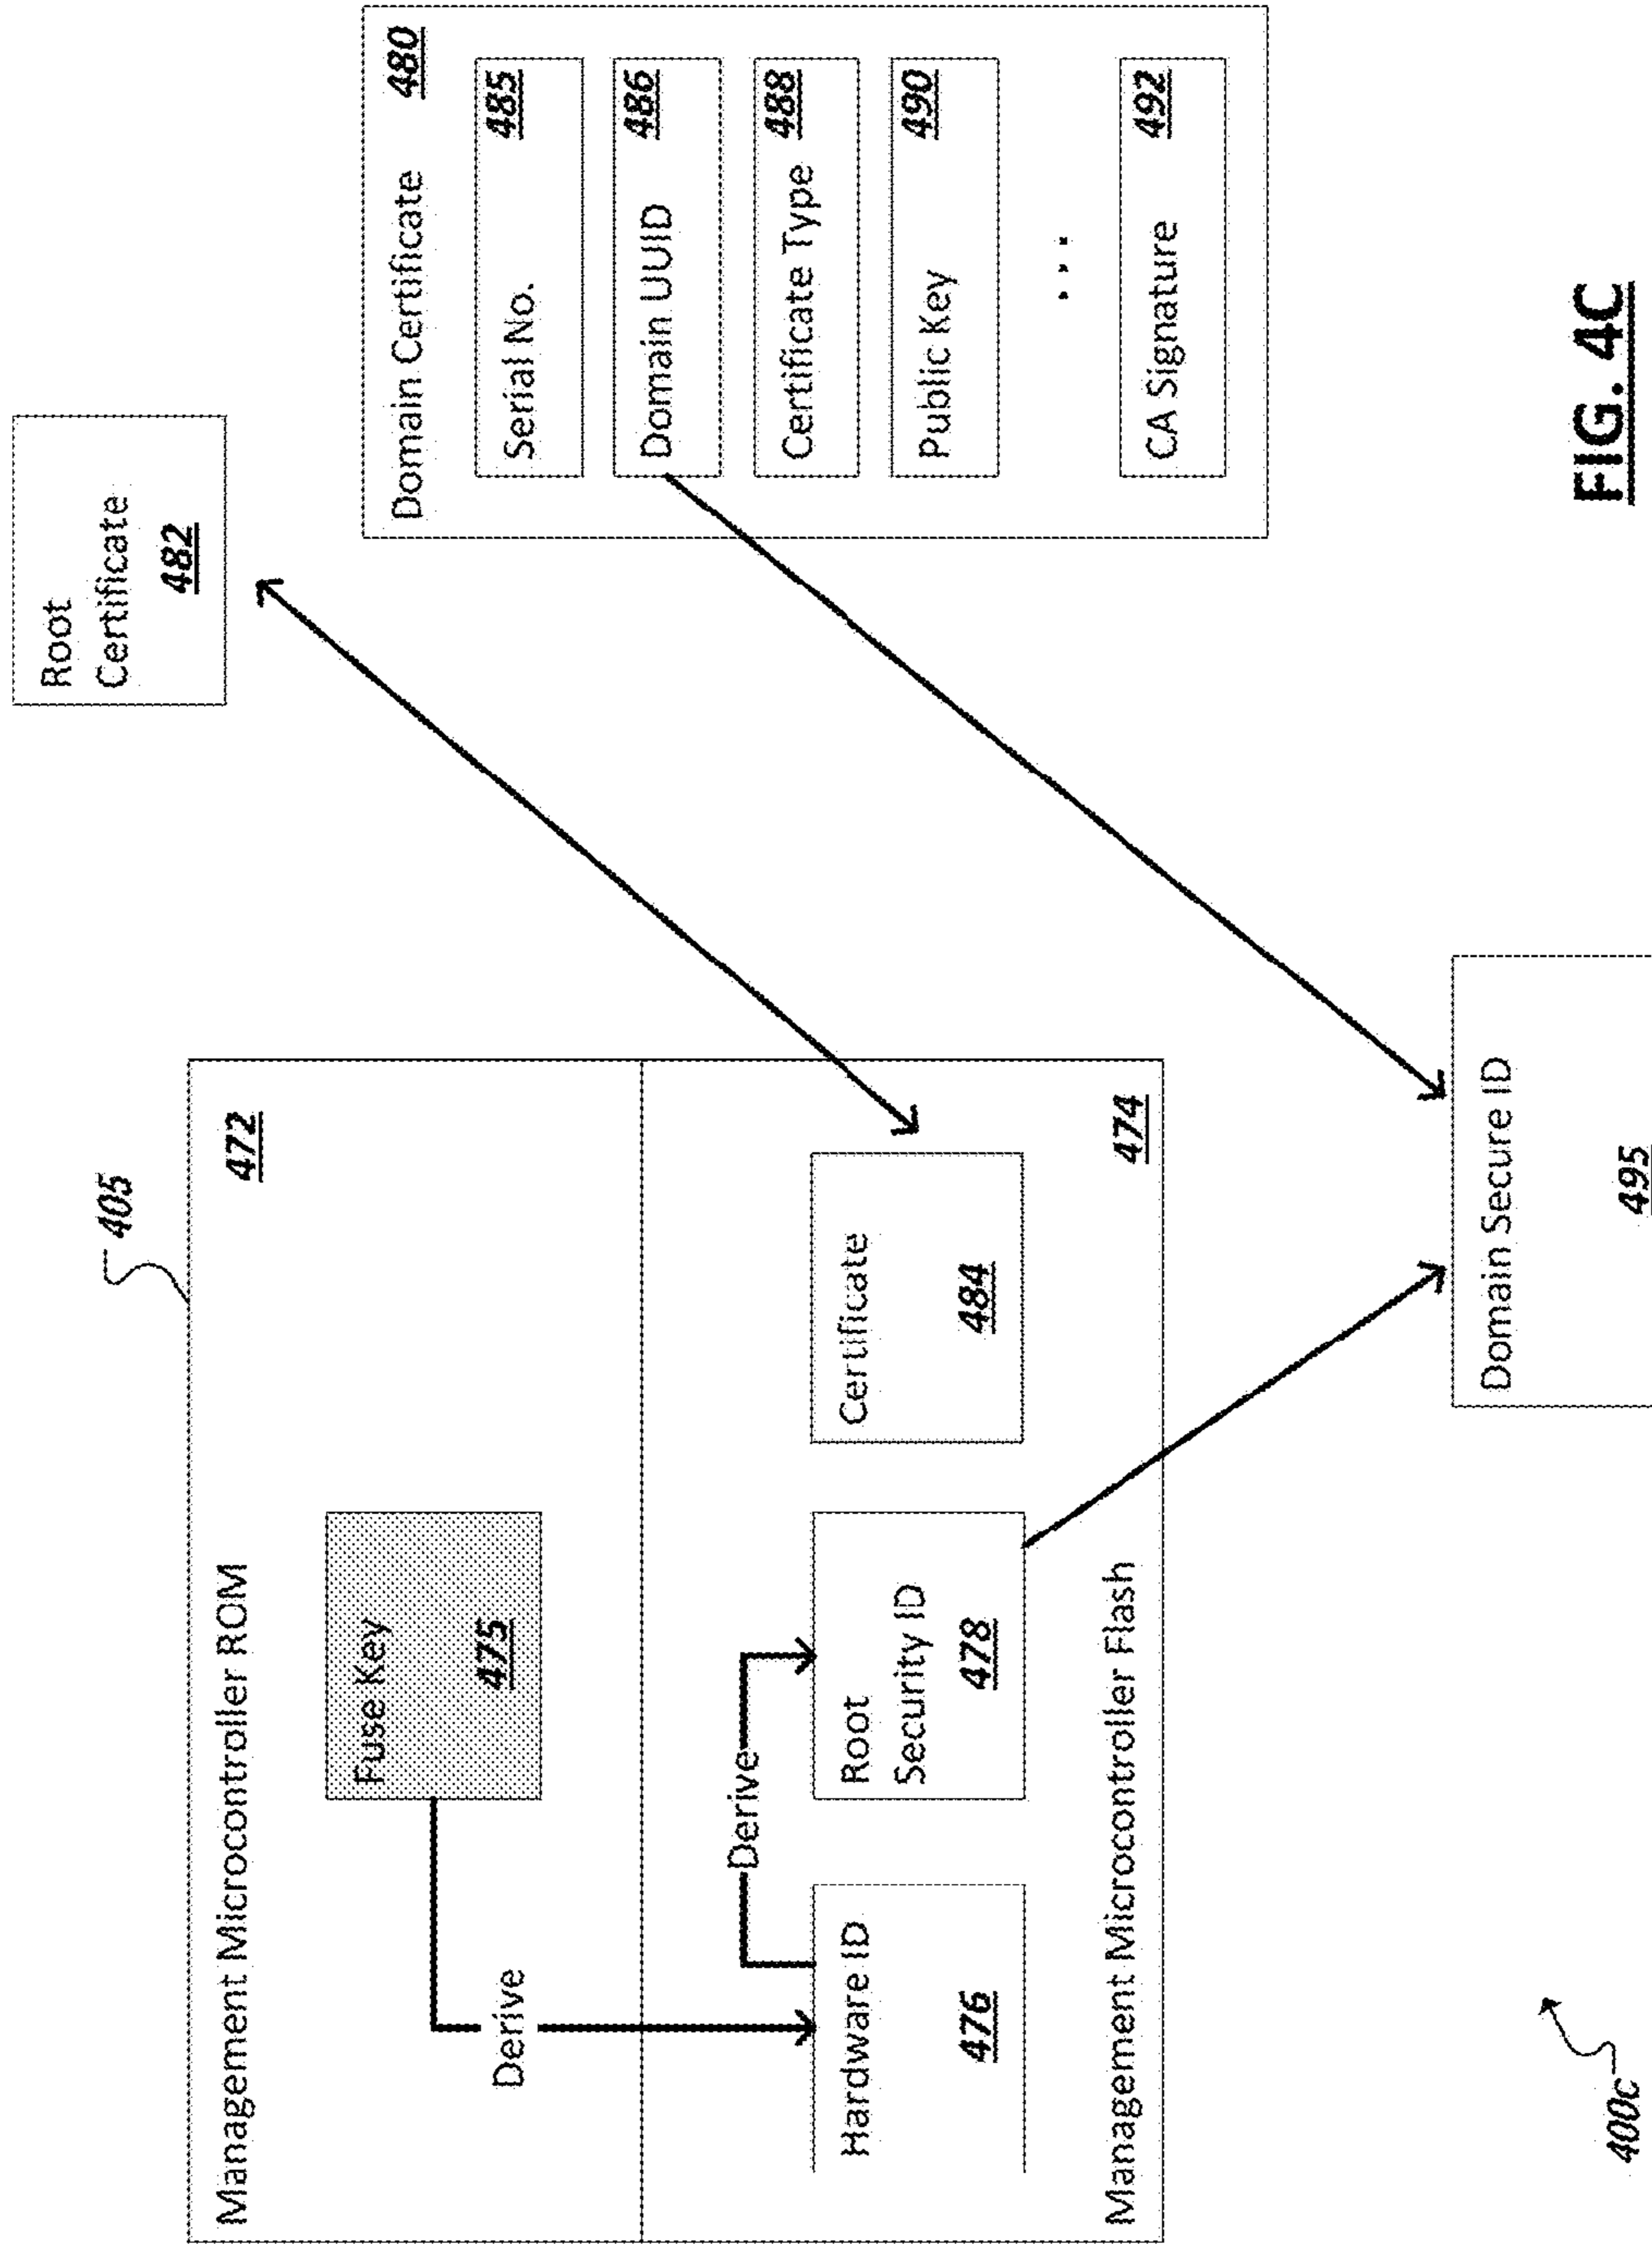 405
Management Microcontroller ROM
472
Fuse Key
475
Derive
Derive
Hardware ID
476
Root
Security ID
478
Certificate
484
Management Microcontroller Flash
474
Root
Certificate
482
Domain Certificate 480
Serial No. 485
Domain UUID 486
Certificate Type 488
Public Key 490
...
CA Signature 492
Domain Secure ID
495
400c
FIG. 4C